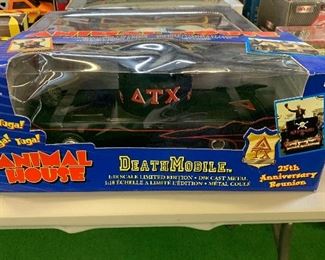 ΔTX
Toga!
Toga! Toga!
ANIMAL
HOUSE
DEATHMOBILE™
1:18 SCALE LIMITED EDITION • DIE CAST METAL
1:18 ÉCHELLE A LIMITÉ L'ÉDITION • MÉTAL COULÉ
25th
Anniversary
Reunion